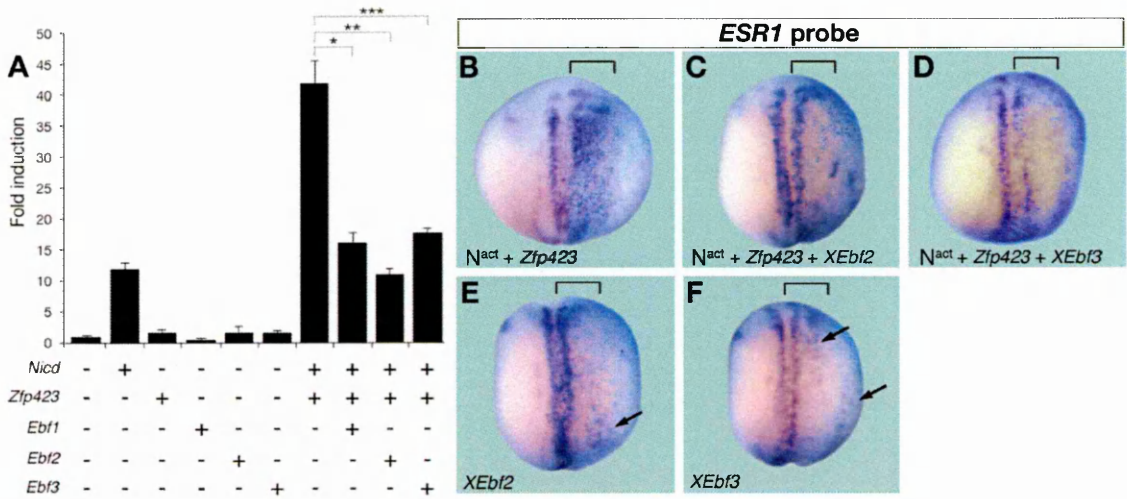 A
Fold induction
50
45
40
35
30
25
20
15
10
5
0
*
**
***
Nicd - + - - - - + + + +
Zfp423 - - + - - - + + + +
Ebf1 - - - + - - - + - -
Ebf2 - - - - + - - - + -
Ebf3 - - - - - + - - - +
ESR1 probe
B
Nact + Zfp423
C
Nact + Zfp423 + XEbf2
D
Nact + Zfp423 + XEbf3
E
XEbf2
F
XEbf3